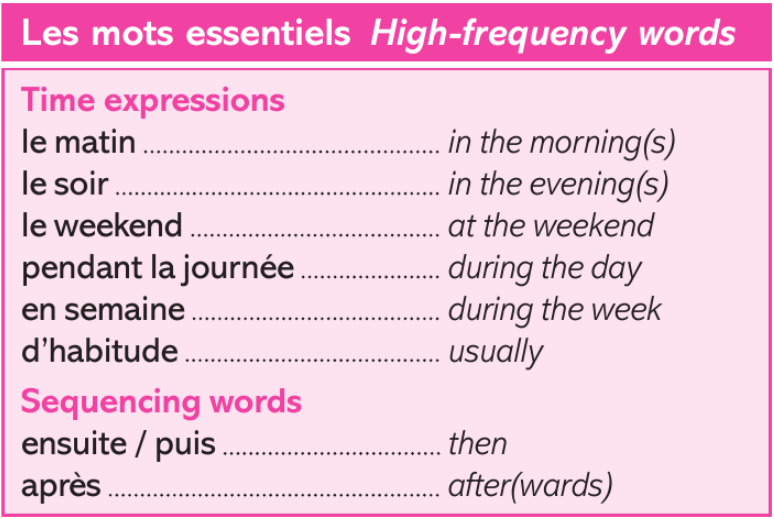 Les mots essentiels High-frequency words
Time expressions
le matin ........................................ in the morning(s)
le soir ........................................ in the evening(s)
le weekend ........................................ at the weekend
pendant la journée ........................................ during the day
en semaine ........................................ during the week
d’habitude ........................................ usually
Sequencing words
ensuite / puis ........................................ then
après ........................................ after(wards)